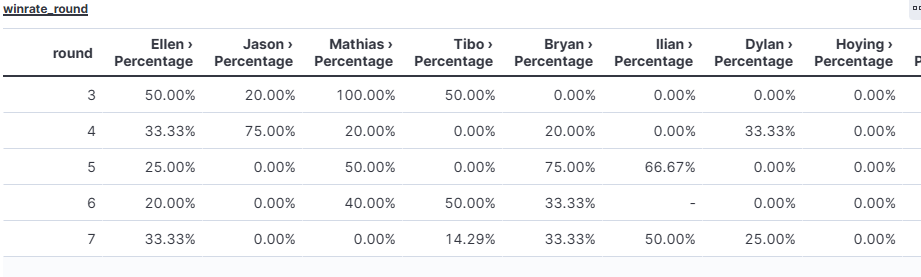 winrate_round
round Ellen › Percentage Jason › Percentage Mathias › Percentage Tibo › Percentage Bryan › Percentage Ilian › Percentage Dylan › Percentage Hoying › Percentage
3 50.00% 20.00% 100.00% 50.00% 0.00% 0.00% 0.00% 0.00%
4 33.33% 75.00% 20.00% 0.00% 20.00% 0.00% 33.33% 0.00%
5 25.00% 0.00% 50.00% 0.00% 75.00% 66.67% 0.00% 0.00%
6 20.00% 0.00% 40.00% 50.00% 33.33% - 0.00% 0.00%
7 33.33% 0.00% 0.00% 14.29% 33.33% 50.00% 25.00% 0.00%